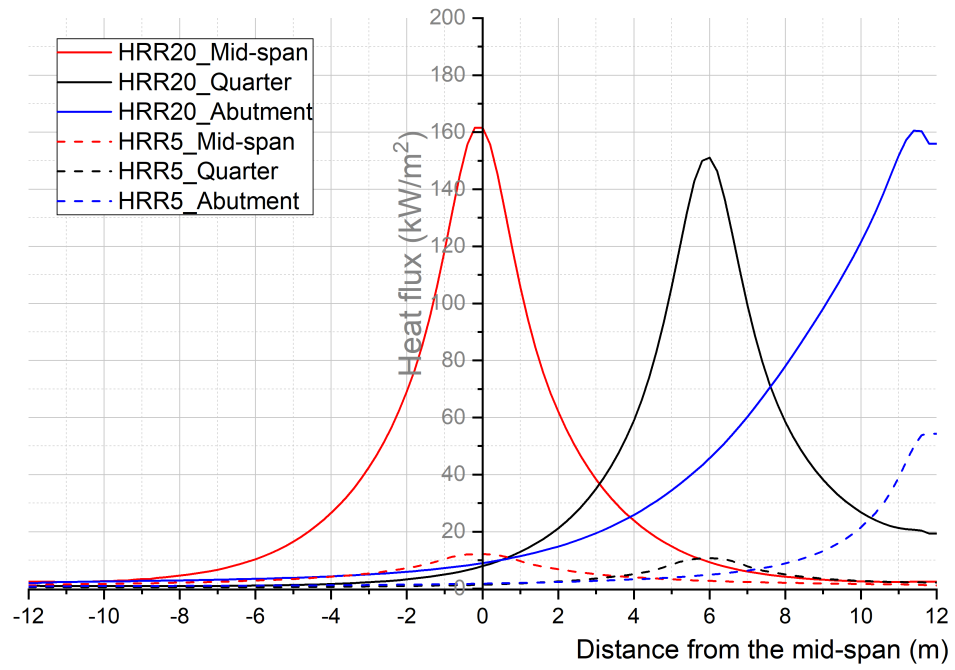 200
180
160
140
120
100
80
60
40
20
0
Heat flux (kW/m²)
HRR20_Mid-span
HRR20_Quarter
HRR20_Abutment
HRR5_Mid-span
HRR5_Quarter
HRR5_Abutment
-12 -10 -8 -6 -4 -2 0 2 4 6 8 10 12
Distance from the mid-span (m)